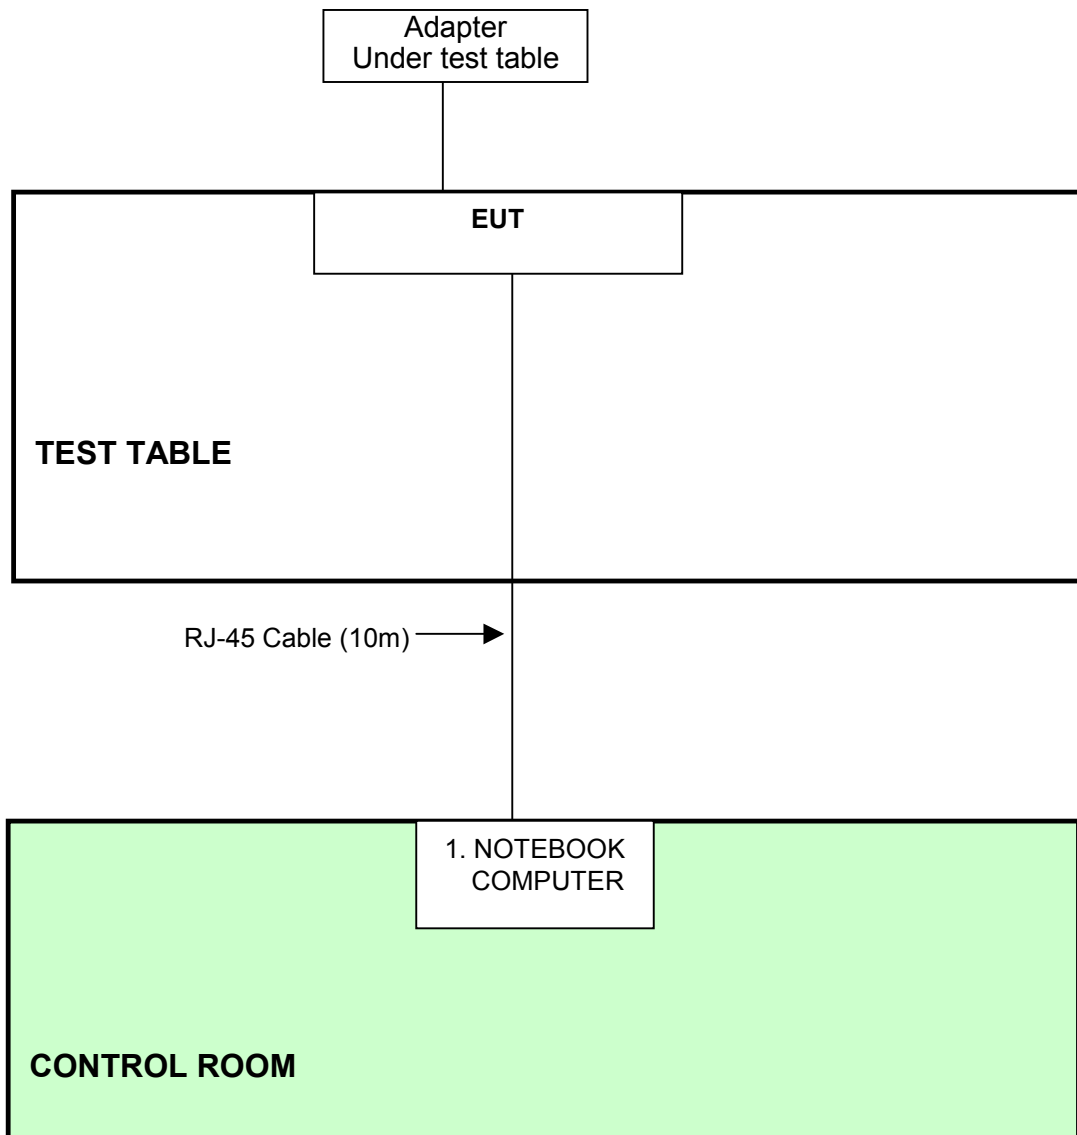 Adapter
Under test table
EUT
TEST TABLE
RJ-45 Cable (10m)
1. NOTEBOOK
COMPUTER
CONTROL ROOM